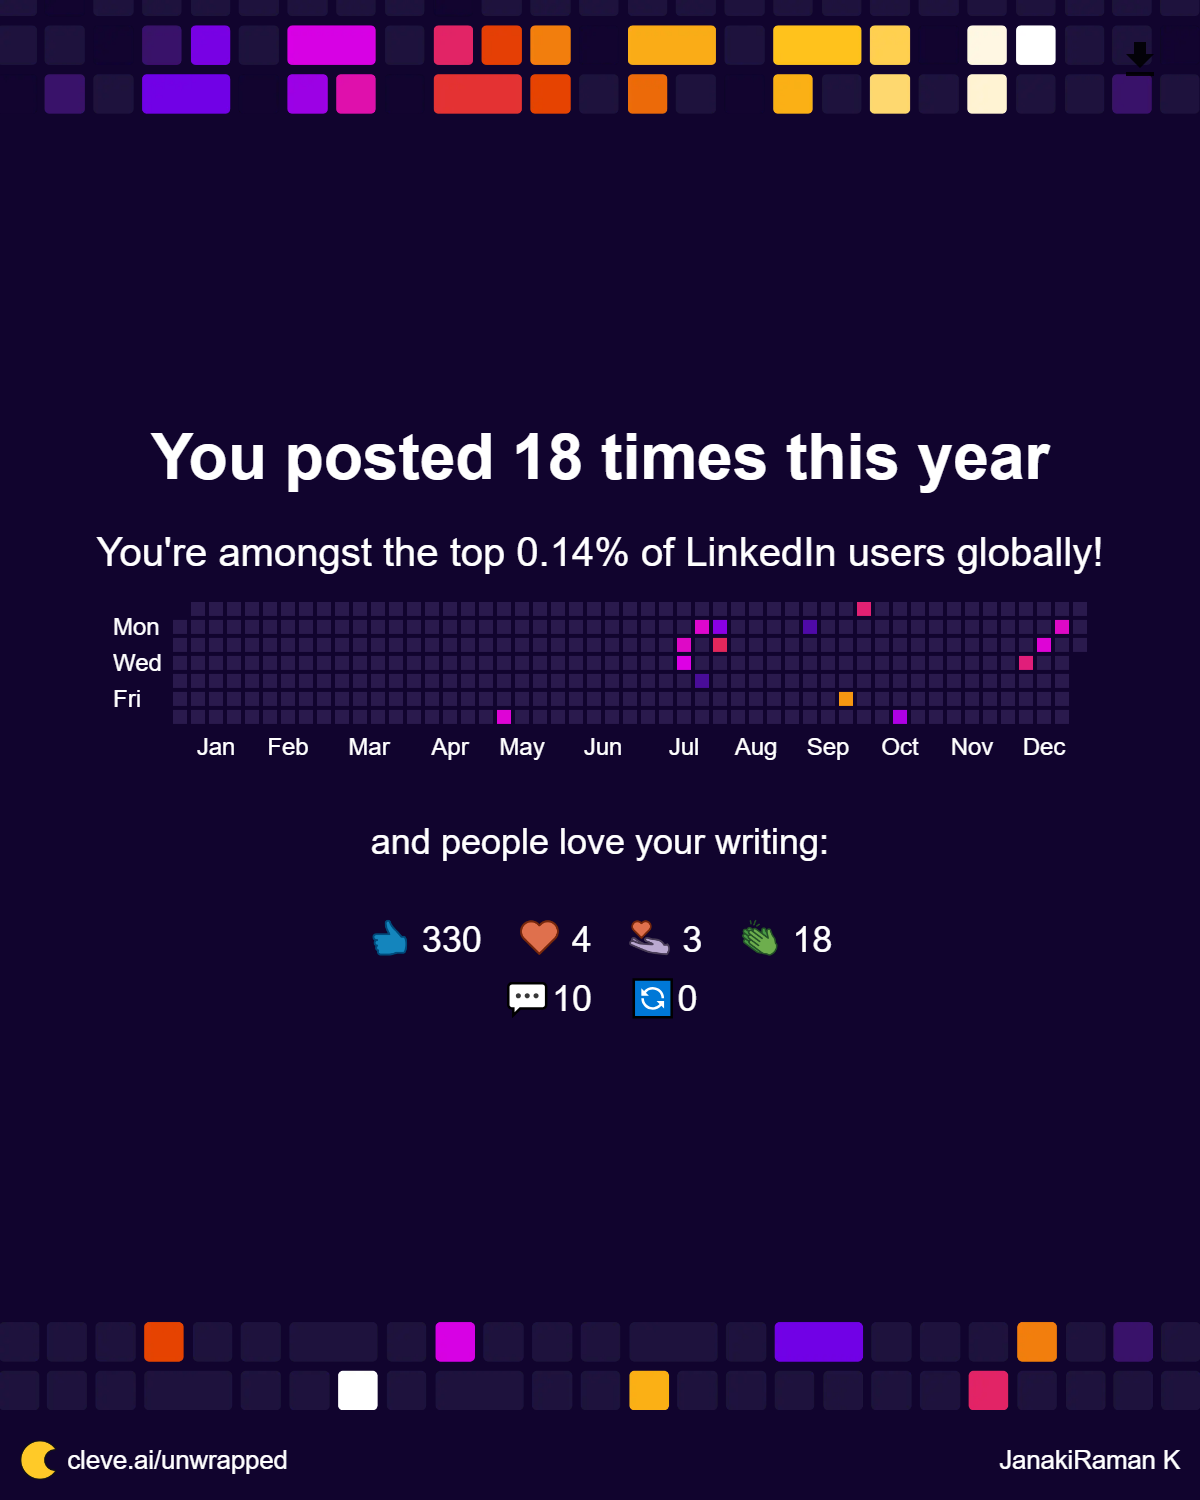 You posted 18 times this year
You're amongst the top 0.14% of LinkedIn users globally!
Mon
Wed
Fri
Jan Feb Mar Apr May Jun Jul Aug Sep Oct Nov Dec
and people love your writing:
330 4 3 18
10 0
cleve.ai/unwrapped
JanakiRaman K